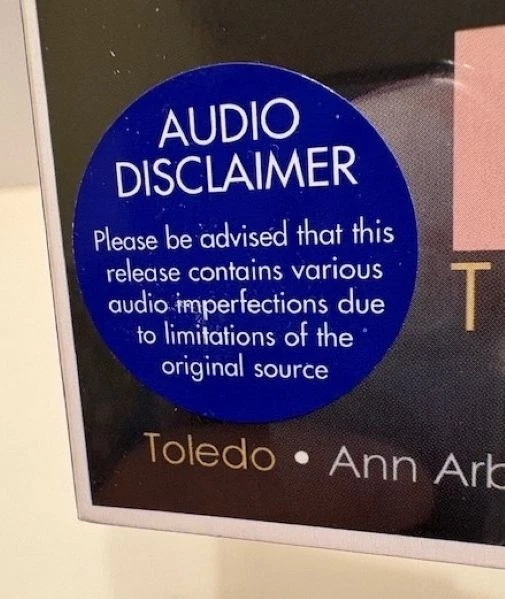 AUDIO
DISCLAIMER
Please be advised that this
release contains various
audio imperfections due
to limitations of the
original source
T
Toledo • Ann Arb